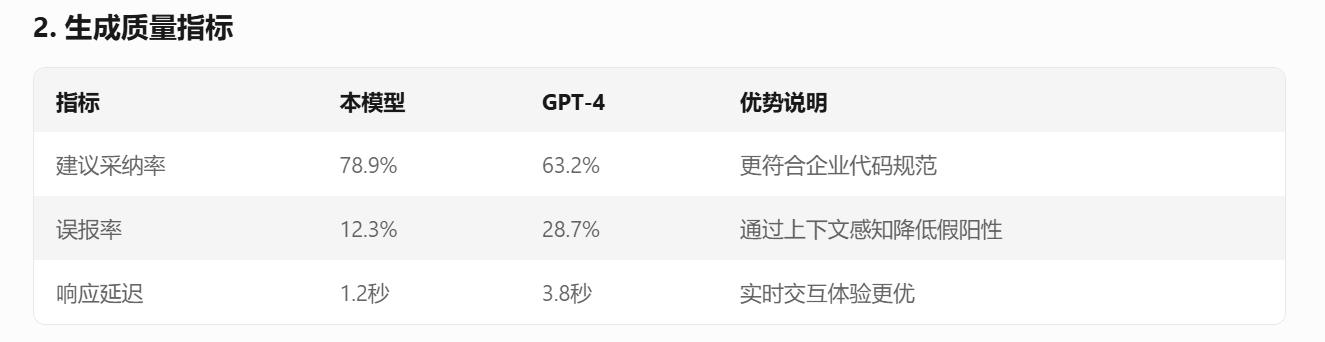 2. 生成质量指标
指标 本模型 GPT-4 优势说明
建议采纳率 78.9% 63.2% 更符合企业代码规范
误报率 12.3% 28.7% 通过上下文感知降低假阳性
响应延迟 1.2秒 3.8秒 实时交互体验更优